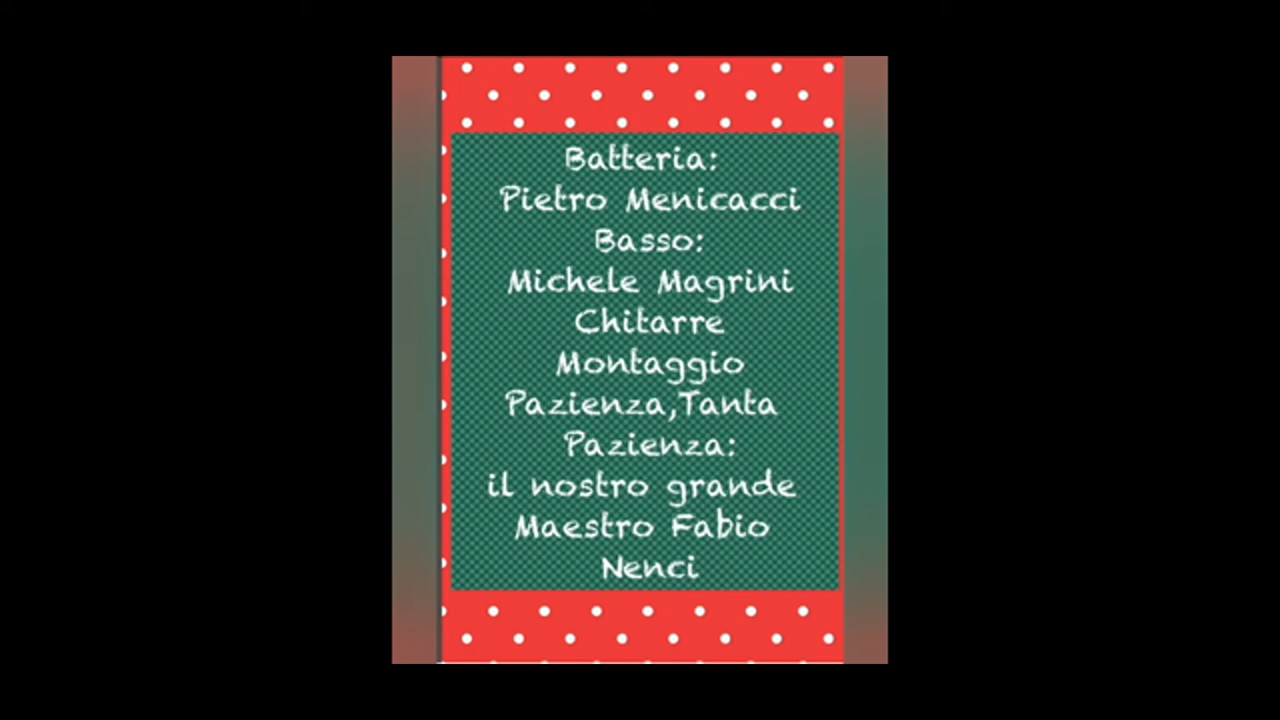 Batteria:
Pietro Menicacci
Basso:
Michele Magrini
Chitarre
Montaggio
Pazienza,Tanta
Pazienza:
il nostro grande
Maestro Fabio
Nenci